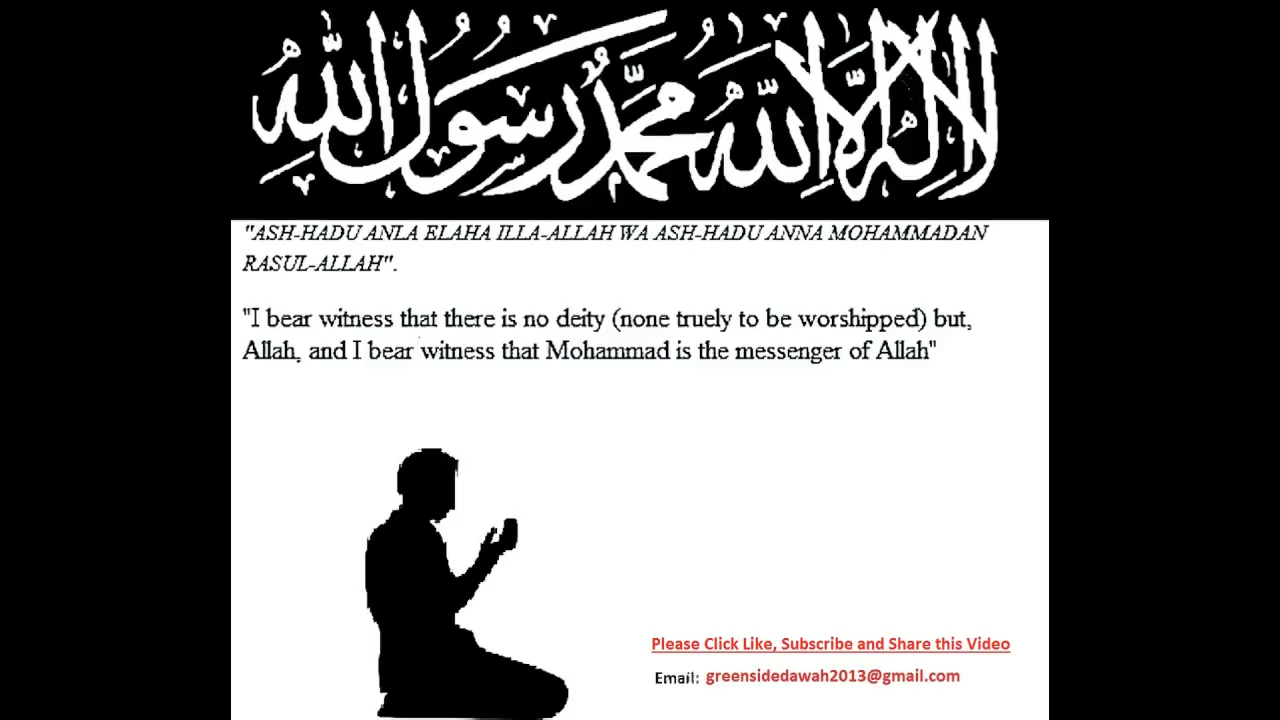 لا إله إلا الله محمد رسول الله
"ASH-HADU ANLA ELAHA ILLA-ALLAH WA ASH-HADU ANNA MOHAMMADAN
RASUL-ALLAH".
"I bear witness that there is no deity (none truely to be worshipped) but,
Allah, and I bear witness that Mohammad is the messenger of Allah"
Please Click Like, Subscribe and Share this Video
Email: greensidedawah2013@gmail.com